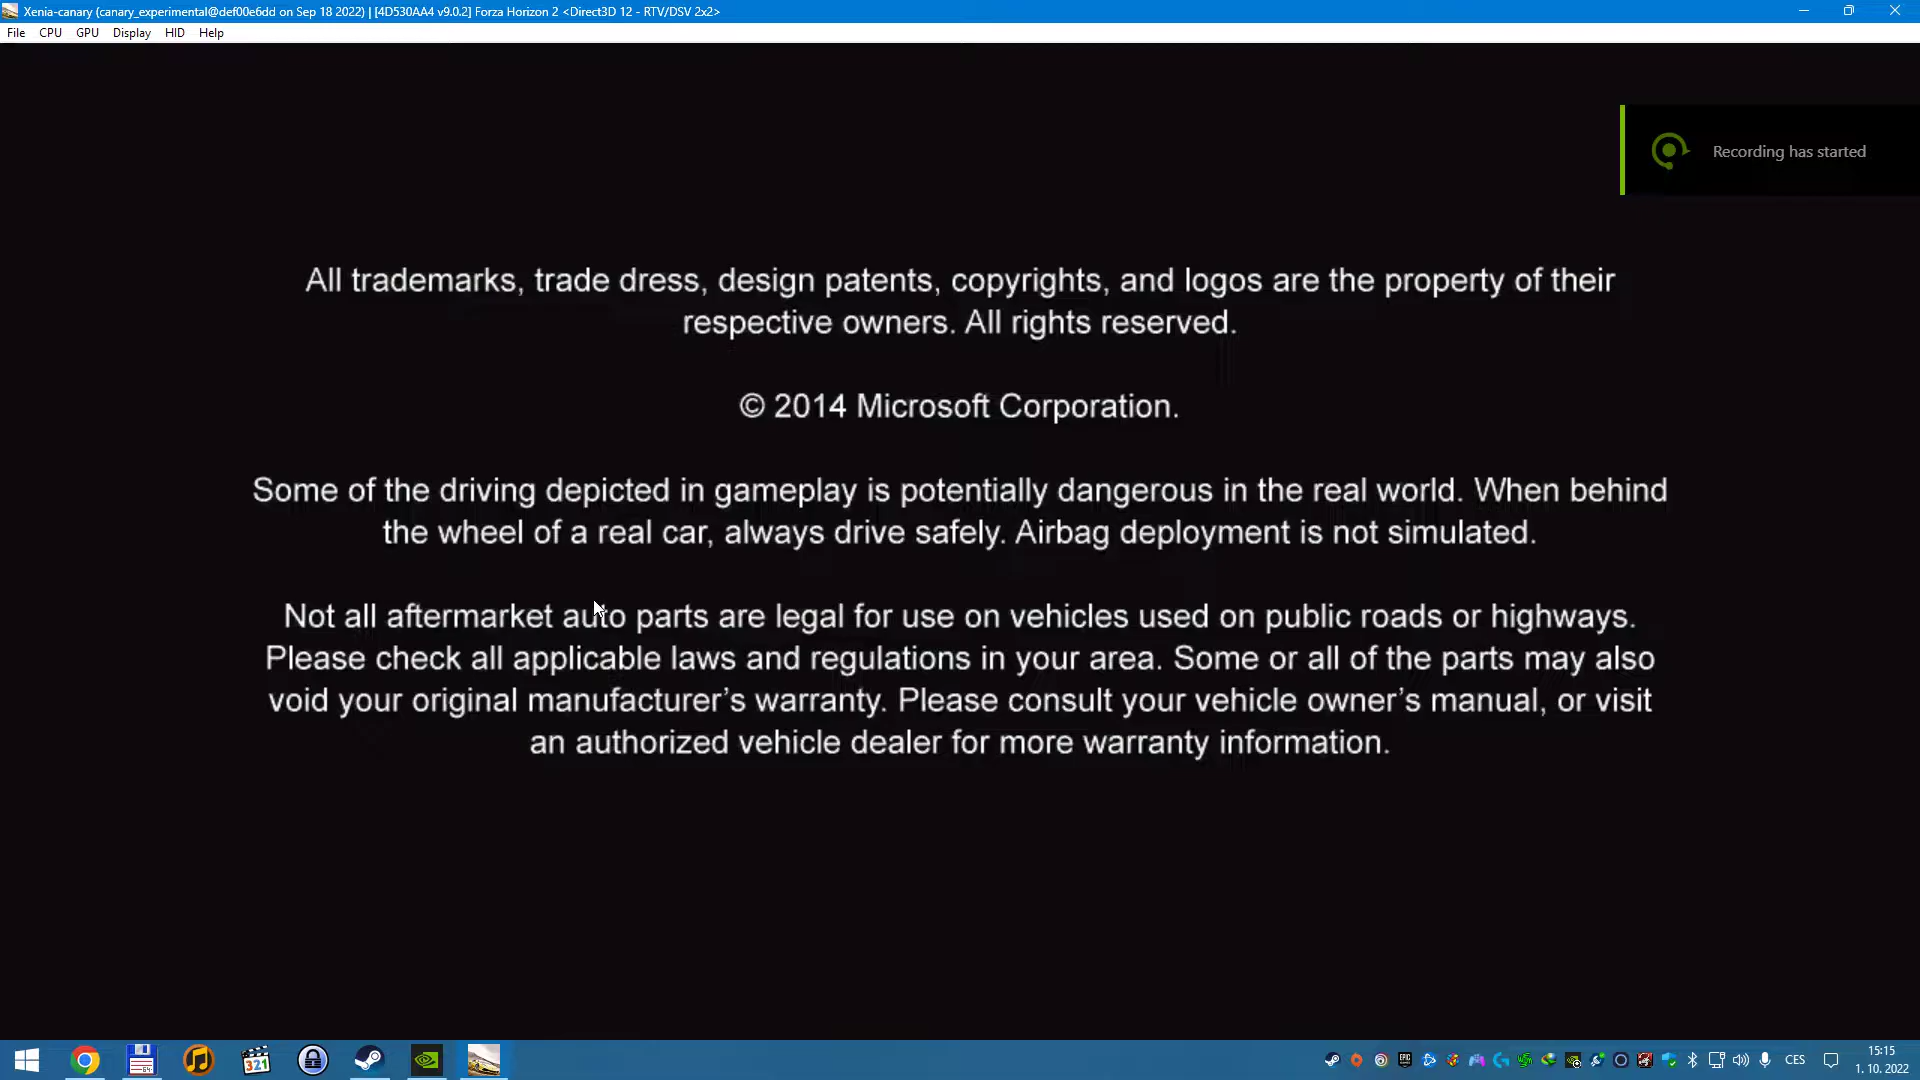 Xenia-canary (canary_experimental@def00e6dd on Sep 18 2022) | [4D530AA4 v9.0.2] Forza Horizon 2 <Direct3D 12 - RTV/DSV 2x2>
File CPU GPU Display HID Help
Recording has started
All trademarks, trade dress, design patents, copyrights, and logos are the property of their
respective owners. All rights reserved.
© 2014 Microsoft Corporation.
Some of the driving depicted in gameplay is potentially dangerous in the real world. When behind
the wheel of a real car, always drive safely. Airbag deployment is not simulated.
Not all aftermarket auto parts are legal for use on vehicles used on public roads or highways.
Please check all applicable laws and regulations in your area. Some or all of the parts may also
void your original manufacturer’s warranty. Please consult your vehicle owner’s manual, or visit
an authorized vehicle dealer for more warranty information.
64
321
EPIC
CES
15:15
1. 10. 2022